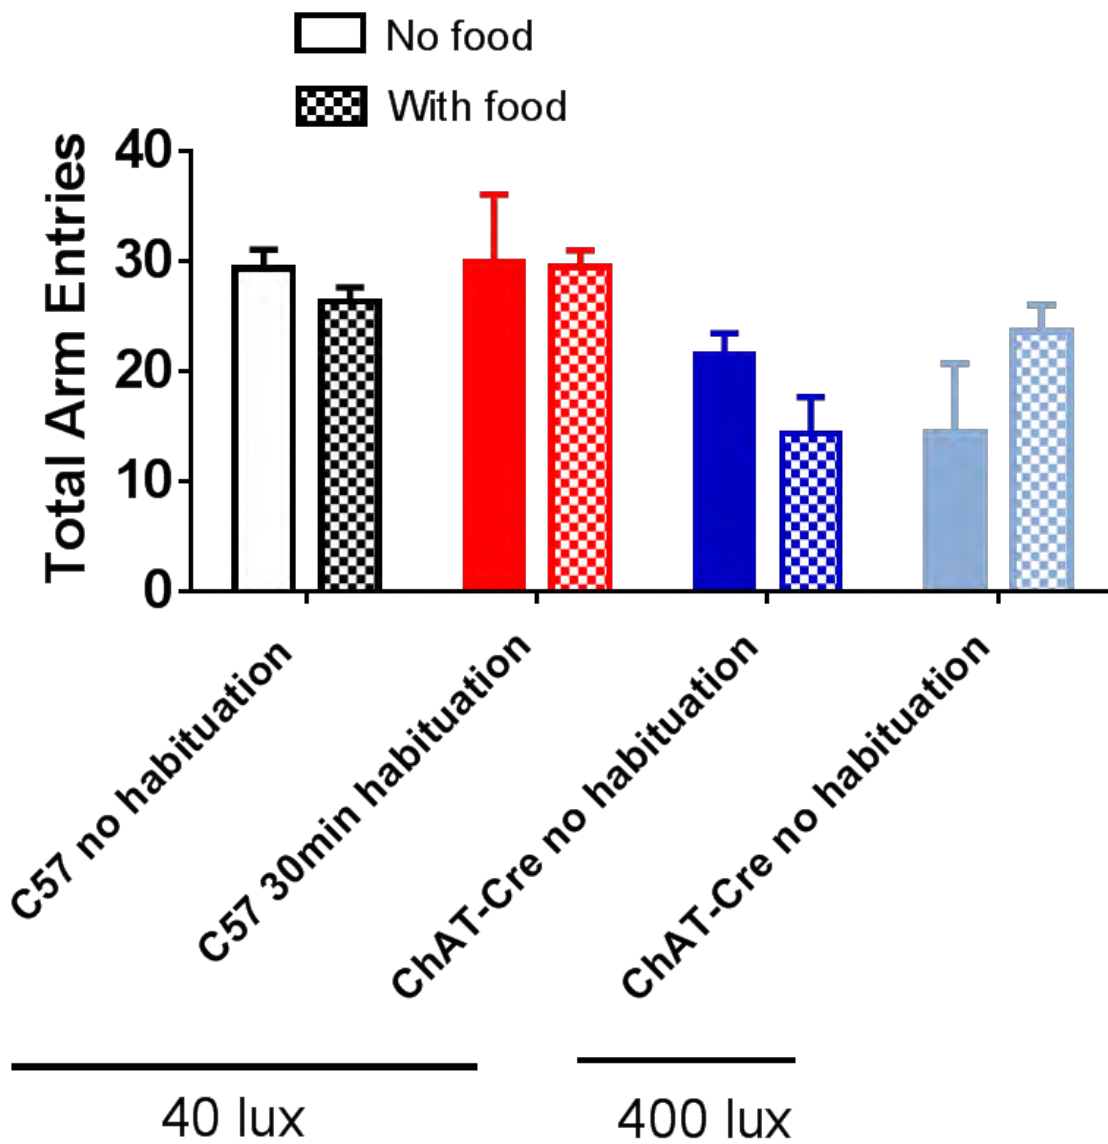 No food
With food
Total Arm Entries
40
30
20
10
0
C57 no habituation
C57 30min habituation
ChAT-Cre no habituation
ChAT-Cre no habituation
40 lux
400 lux